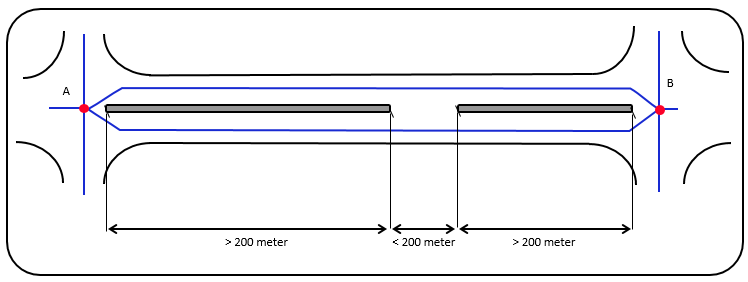 A
B
> 200 meter
< 200 meter
> 200 meter